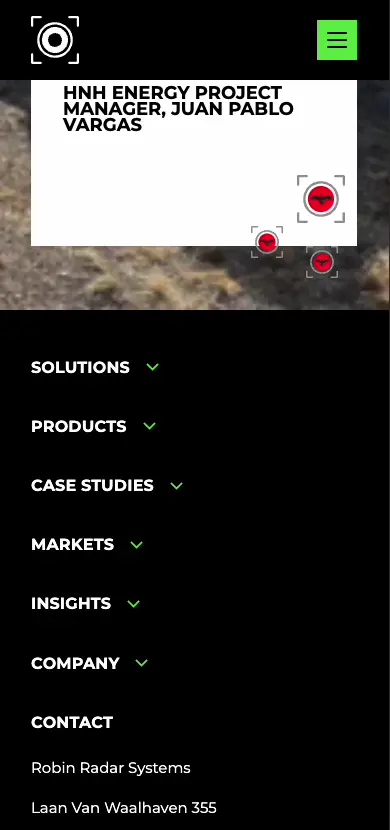 HNH ENERGY PROJECT
MANAGER, JUAN PABLO
VARGAS
SOLUTIONS
PRODUCTS
CASE STUDIES
MARKETS
INSIGHTS
COMPANY
CONTACT
Robin Radar Systems
Laan Van Waalhaven 355